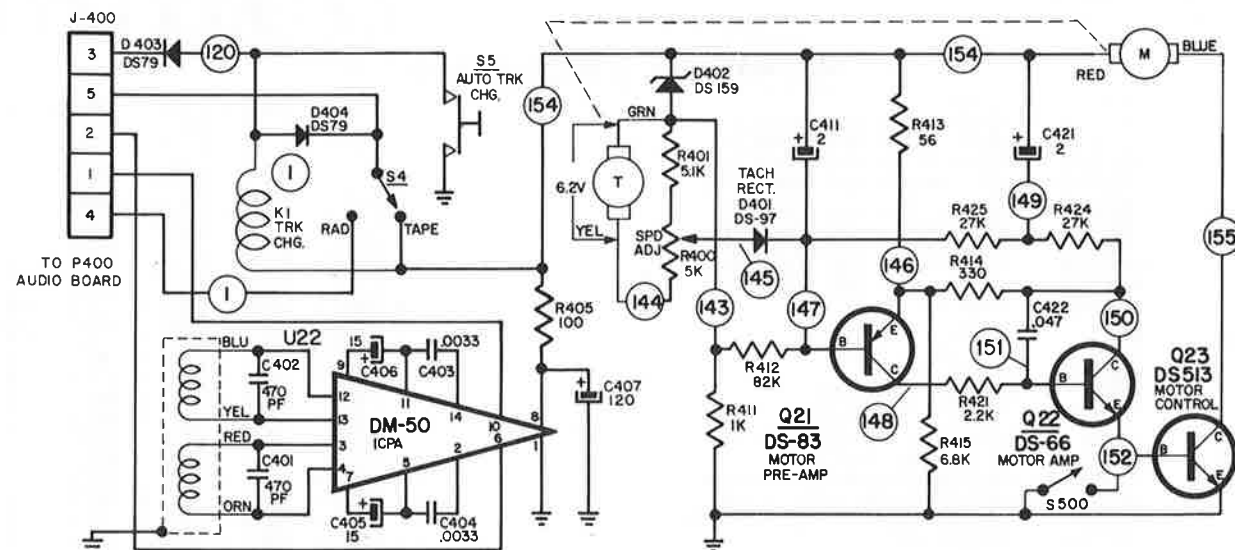 J-400
3
5
2
1
4
TO P400
AUDIO BOARD
D403
DS79
120
S5
AUTO TRK
CHG.
D404
DS79
1
S4
K1
TRK
CHG.
RAD
TAPE
1
154
R405
100
C407
120
U22
BLU
C402
470
PF
YEL
RED
C401
470
PF
ORN
15
C406
.0033
C403
9
11
14
12
13
3
4
7
DM-50
ICPA
10
6
8
1
5
2
C405
15
C404
.0033
D402
DS 159
GRN
T
6.2V
YEL
R401
5.1K
SPD
ADJ
R400
5K
144
TACH
RECT.
D401
DS-97
145
143
147
C411
2
R413
56
154
C421
2
149
R425
27K
R424
27K
146
R414
330
C422
.047
150
151
R412
82K
R411
1K
B
E
C
Q21
DS-83
MOTOR
PRE-AMP
148
R421
2.2K
R415
6.8K
B
C
E
Q22
DS-66
MOTOR AMP
152
S500
M
RED
BLUE
155
Q23
DS513
MOTOR
CONTROL
B
C
E